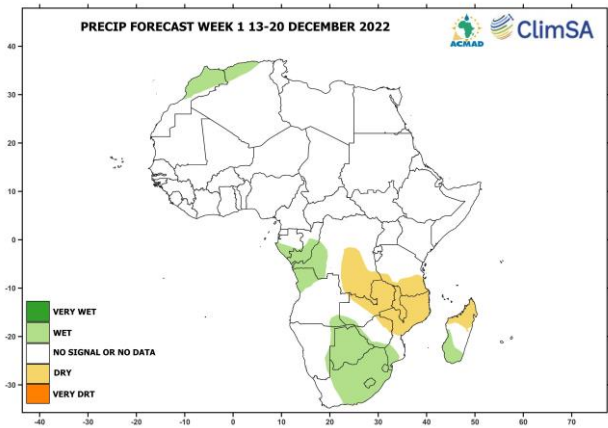 PRECIP FORECAST WEEK 1 13-20 DECEMBER 2022
ACMAD
ClimSA
40
30
20
10
0
-10
-20
-30
VERY WET
WET
NO SIGNAL OR NO DATA
DRY
VERY DRT
-40 -30 -20 -10 0 10 20 30 40 50 60 70